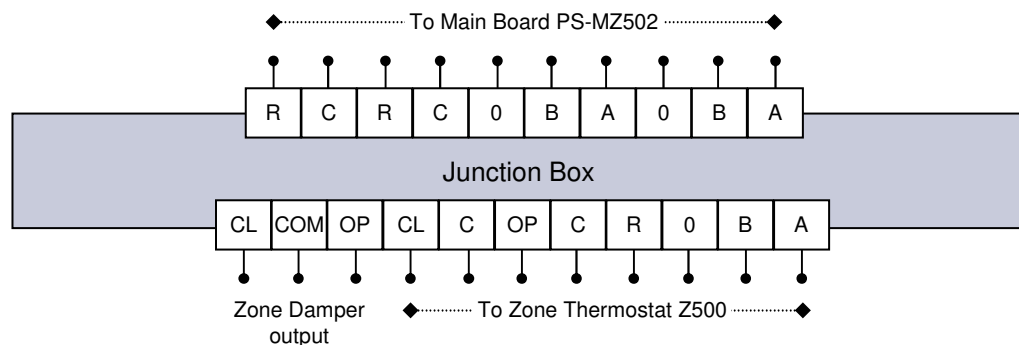 To Main Board PS-MZ502
R C R C 0 B A 0 B A
Junction Box
CL COM OP CL C OP C R 0 B A
Zone Damper output
To Zone Thermostat Z500